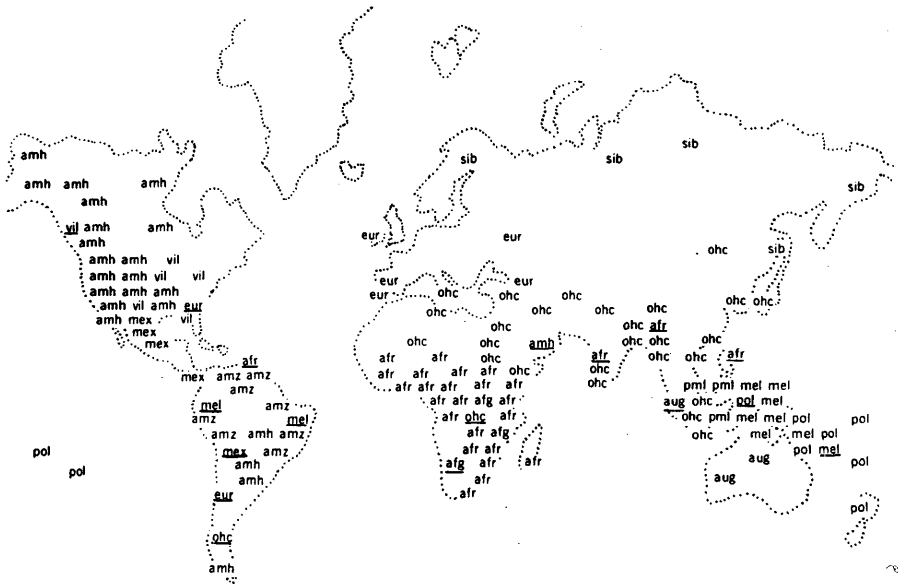 amh sib sib sib
amh amh amh sib
amh
vil amh amh
amh eur eur ohc sib
amh amh vil
amh amh vil vil eur eur
amh amh amh eur ohc ohc ohc
amh vil amh eur ohc ohc ohc ohc ohc ohc
amh mex vil ohc afr
mex ohc ohc amh ohc ohc ohc
mex afr afr afr ohc afr ohc ohc afr
mex amz amz afr afr afr afr afr ohc ohc
amz afr afr afr afr afr ohc pml pml mel mel
mel amz afr afr afg afr aug ohc pol mel
amz mel afr ohc afr ohc pml mel mel pol pol
amz amh amz afr afg ohc mel mel pol
pol mex amz afr afr pol mel
pol amh afg afr afr aug pol
amh afr aug
eur afr pol
ohc
amh